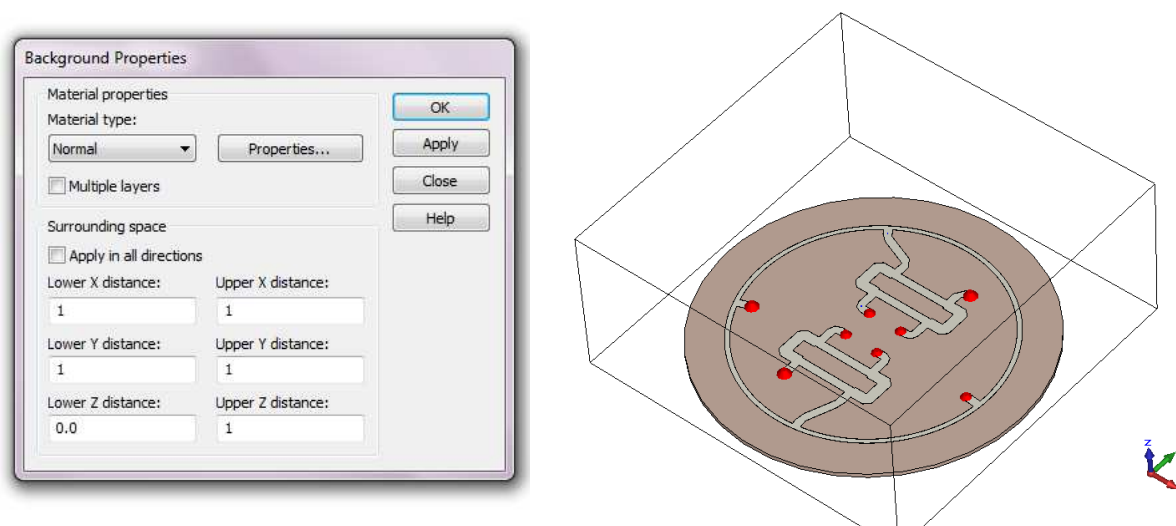 Background Properties
Material properties
Material type:
Normal
Properties...
Multiple layers
Surrounding space
Apply in all directions
Lower X distance:
Upper X distance:
1
1
Lower Y distance:
Upper Y distance:
1
1
Lower Z distance:
Upper Z distance:
0.0
1
OK
Apply
Close
Help
z